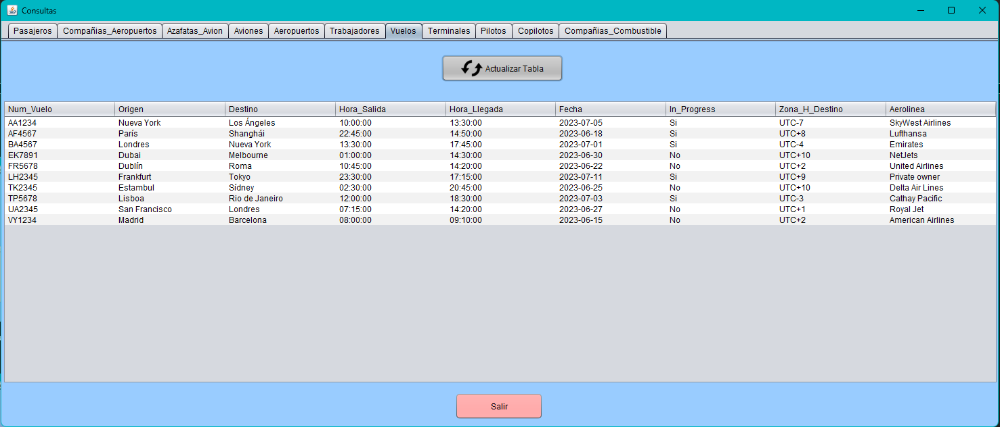 Consultas
Pasajeros Compañias_Aeropuertos Azafatas_Avion Aviones Aeropuertos Trabajadores Vuelos Terminales Pilotos Copilotos Compañias_Combustible
Actualizar Tabla
Num_Vuelo Origen Destino Hora_Salida Hora_Llegada Fecha In_Progress Zona_H_Destino Aerolinea
AA1234 Nueva York Los Ángeles 10:00:00 13:30:00 2023-07-05 Si UTC-7 SkyWest Airlines
AF4567 París Shanghái 22:45:00 14:50:00 2023-06-18 Si UTC+8 Lufthansa
BA4567 Londres Nueva York 13:30:00 17:45:00 2023-07-01 Si UTC-4 Emirates
EK7891 Dubai Melbourne 01:00:00 14:30:00 2023-06-30 No UTC+10 NetJets
FR5678 Dublín Roma 10:45:00 14:20:00 2023-06-22 No UTC+2 United Airlines
LH2345 Frankfurt Tokyo 23:30:00 17:15:00 2023-07-11 Si UTC+9 Private owner
TK2345 Estambul Sídney 02:30:00 20:45:00 2023-06-25 No UTC+10 Delta Air Lines
TP5678 Lisboa Rio de Janeiro 12:00:00 18:30:00 2023-07-03 Si UTC-3 Cathay Pacific
UA2345 San Francisco Londres 07:15:00 14:20:00 2023-06-27 No UTC+1 Royal Jet
VY1234 Madrid Barcelona 08:00:00 09:10:00 2023-06-15 No UTC+2 American Airlines
Salir